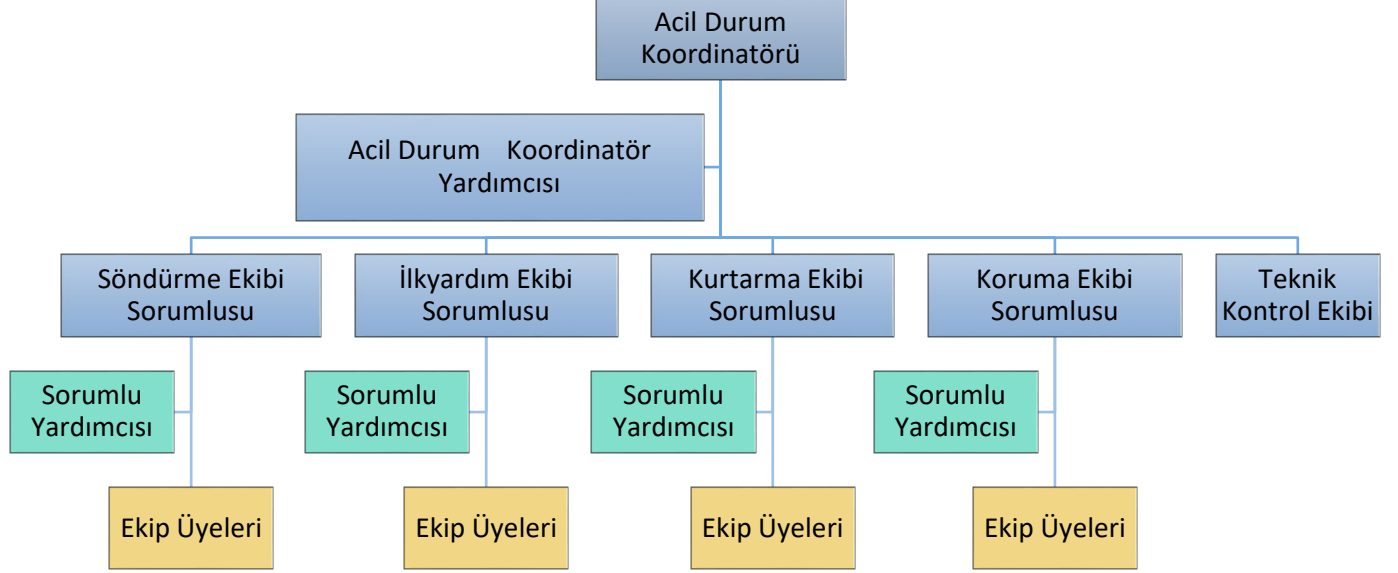 Acil Durum
Koordinatörü
Acil Durum Koordinatör
Yardımcısı
Söndürme Ekibi
Sorumlusu
İlkyardım Ekibi
Sorumlusu
Kurtarma Ekibi
Sorumlusu
Koruma Ekibi
Sorumlusu
Teknik
Kontrol Ekibi
Sorumlu
Yardımcısı
Sorumlu
Yardımcısı
Sorumlu
Yardımcısı
Sorumlu
Yardımcısı
Ekip Üyeleri
Ekip Üyeleri
Ekip Üyeleri
Ekip Üyeleri